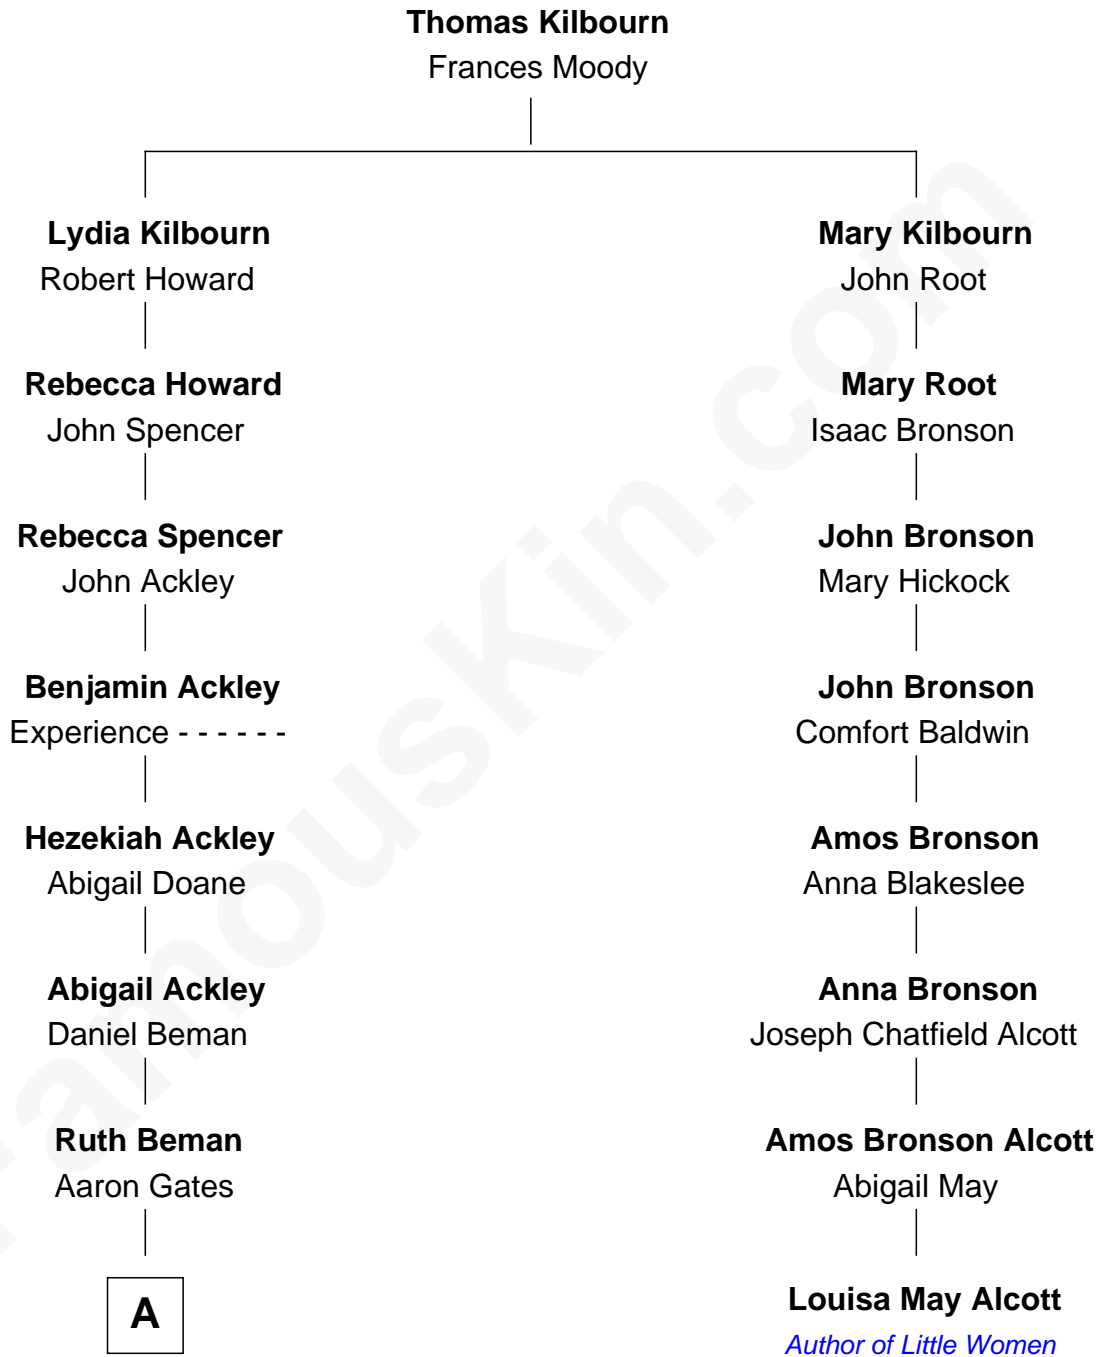 Thomas Kilbourn
Frances Moody
Lydia Kilbourn
Robert Howard
Mary Kilbourn
John Root
Rebecca Howard
John Spencer
Mary Root
Isaac Bronson
Rebecca Spencer
John Ackley
John Bronson
Mary Hickock
Benjamin Ackley
Experience - - - - - -
John Bronson
Comfort Baldwin
Hezekiah Ackley
Abigail Doane
Amos Bronson
Anna Blakeslee
Abigail Ackley
Daniel Beman
Anna Bronson
Joseph Chatfield Alcott
Ruth Beman
Aaron Gates
Amos Bronson Alcott
Abigail May
A
Louisa May Alcott
Author of Little Women
FamousKin.com